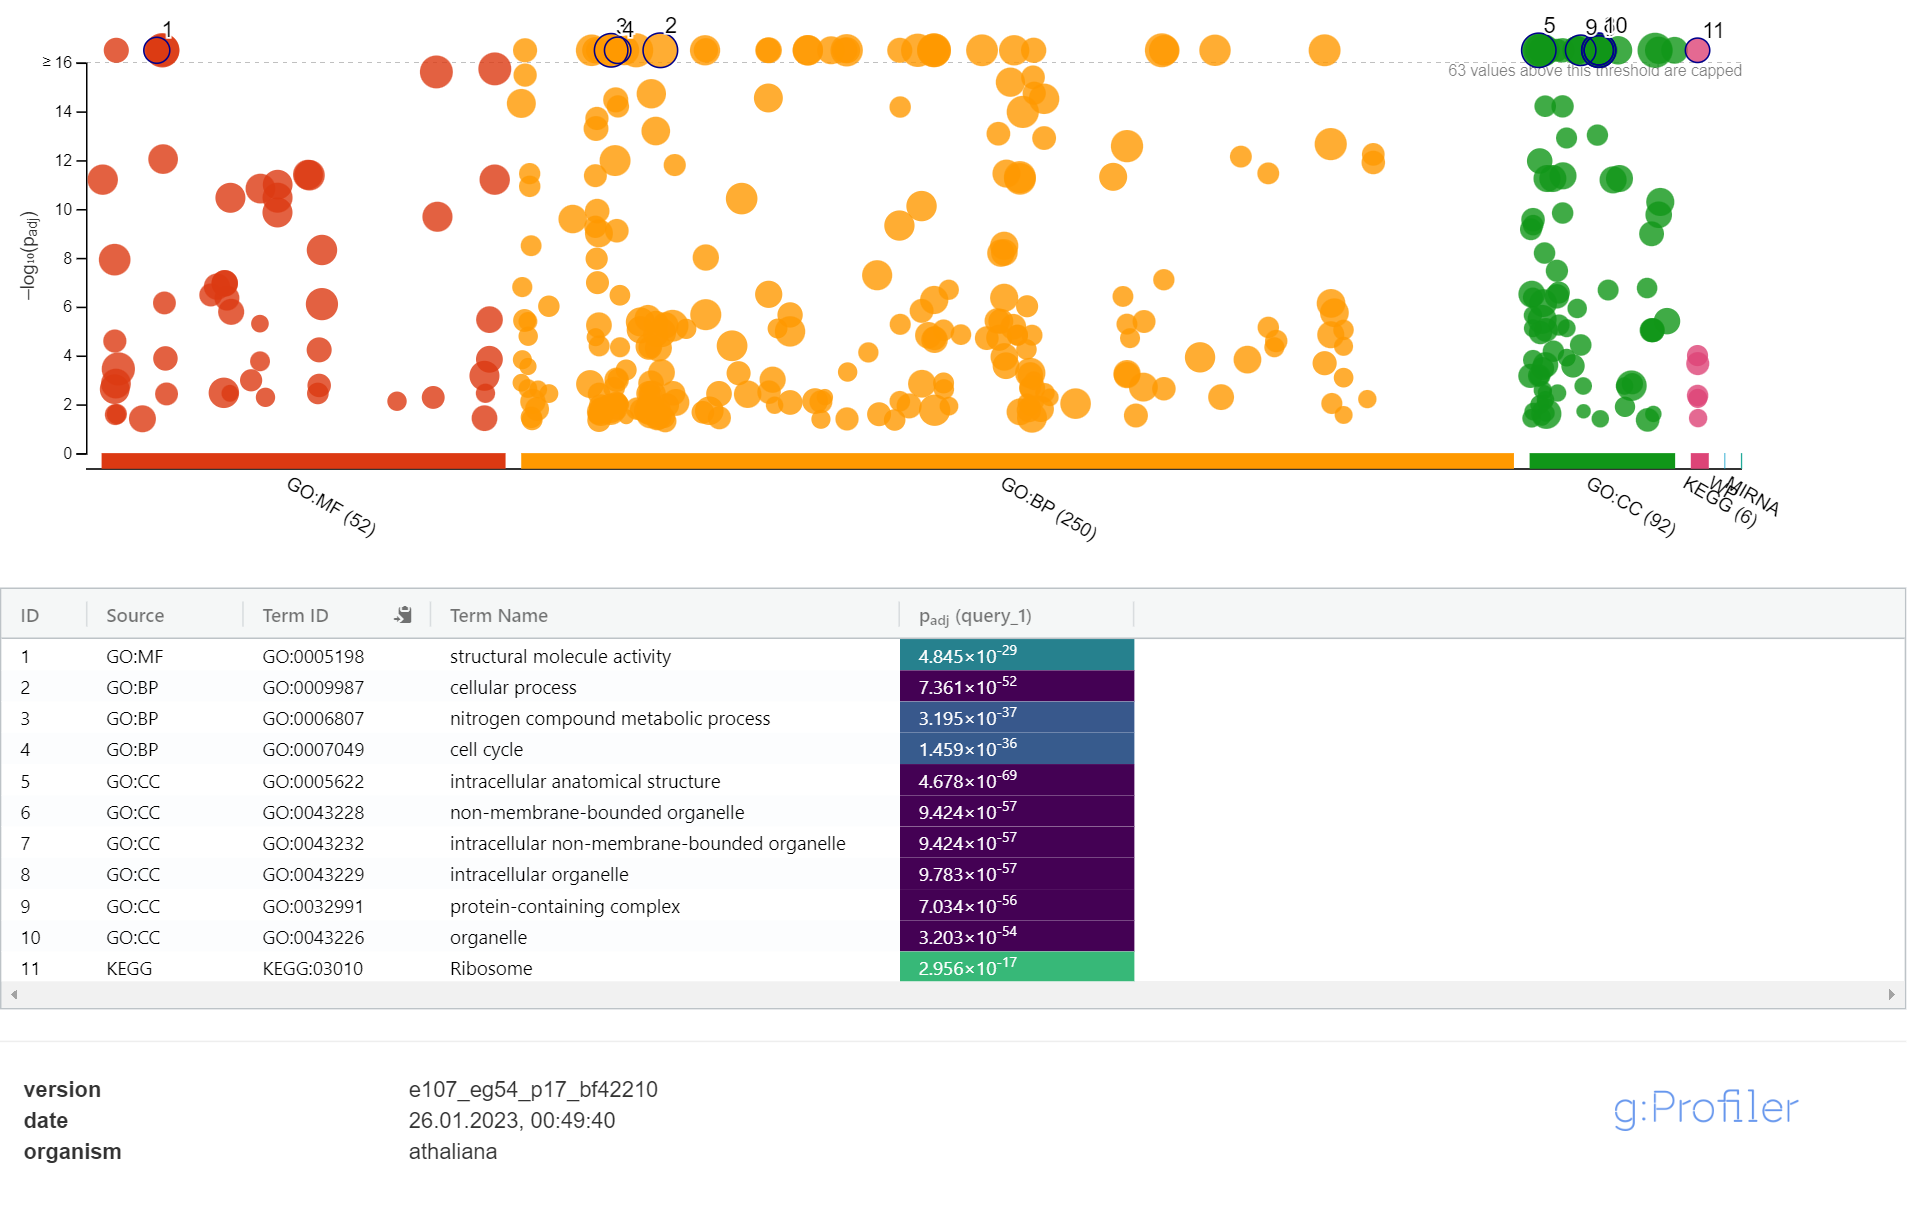 1 3 4 2 5 9 10 11
≥ 16
63 values above this threshold are capped
14
12
10
8
6
4
2
0
–log₁₀(padj)
GO:MF (52)
GO:BP (250)
GO:CC (92)
KEGG (6)
WP
MIRNA
ID Source Term ID Term Name padj (query_1)
1 GO:MF GO:0005198 structural molecule activity 4.845×10⁻²⁹
2 GO:BP GO:0009987 cellular process 7.361×10⁻⁵²
3 GO:BP GO:0006807 nitrogen compound metabolic process 3.195×10⁻³⁷
4 GO:BP GO:0007049 cell cycle 1.459×10⁻³⁶
5 GO:CC GO:0005622 intracellular anatomical structure 4.678×10⁻⁶⁹
6 GO:CC GO:0043228 non-membrane-bounded organelle 9.424×10⁻⁵⁷
7 GO:CC GO:0043232 intracellular non-membrane-bounded organelle 9.424×10⁻⁵⁷
8 GO:CC GO:0043229 intracellular organelle 9.783×10⁻⁵⁷
9 GO:CC GO:0032991 protein-containing complex 7.034×10⁻⁵⁶
10 GO:CC GO:0043226 organelle 3.203×10⁻⁵⁴
11 KEGG KEGG:03010 Ribosome 2.956×10⁻¹⁷
version e107_eg54_p17_bf42210
date 26.01.2023, 00:49:40
organism athaliana
g:Profiler